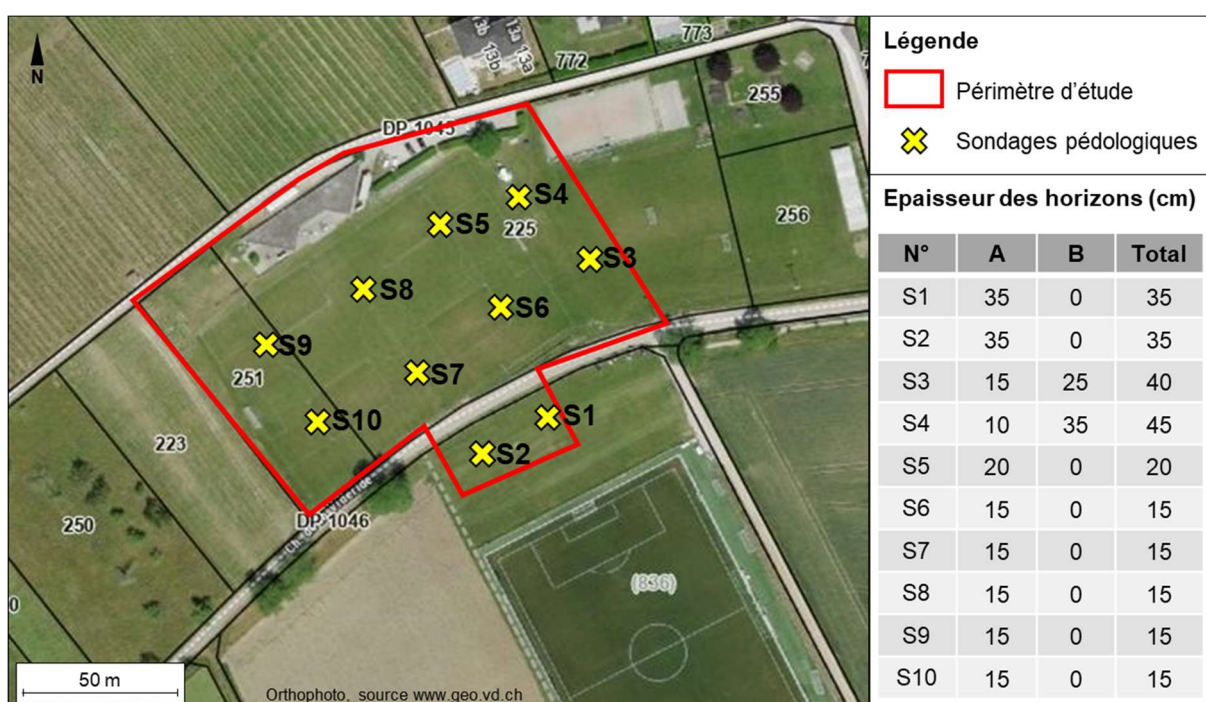 N
13b
13b
13a
13a
772
773
DP 1045
255
256
S4
S5
225
S3
S8
S6
S9
251
S7
S10
S1
S2
223
250
DP 1046
(836)
0
50 m
Orthophoto, source www.geo.vd.ch
Légende
Périmètre d'étude
Sondages pédologiques
Epaisseur des horizons (cm)
N° A B Total
S1 35 0 35
S2 35 0 35
S3 15 25 40
S4 10 35 45
S5 20 0 20
S6 15 0 15
S7 15 0 15
S8 15 0 15
S9 15 0 15
S10 15 0 15